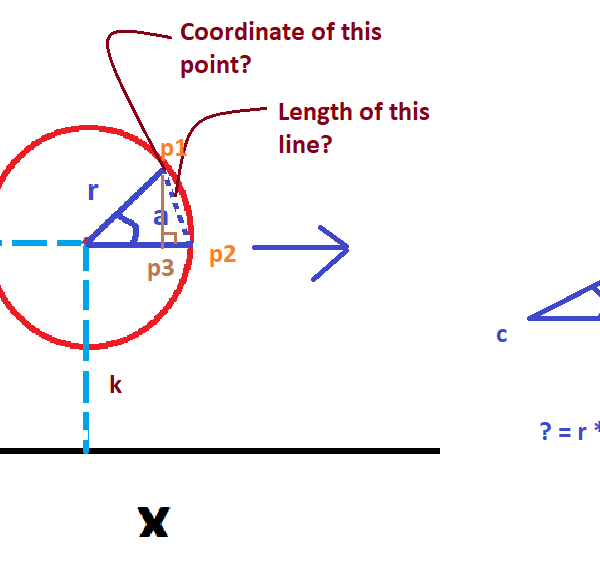 Coordinate of this
point?
Length of this
line?
p1
r
a
p2
p3
c
k
? = r *
X